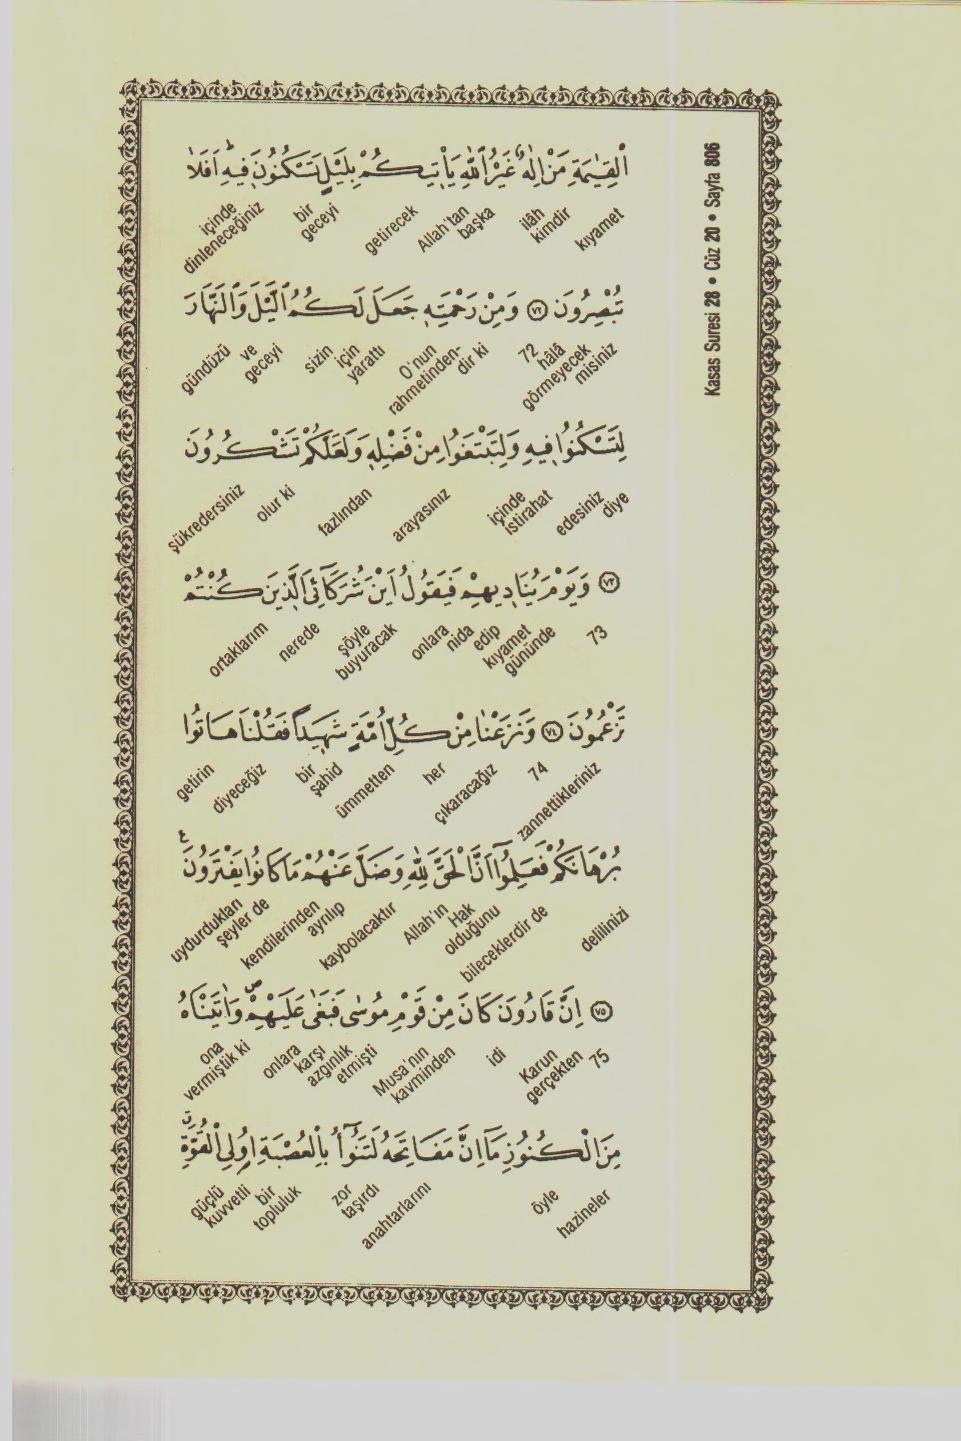 Kasas Suresi 28 • Cüz 20 • Sayfa 806
اَلْقِيٰمَةِ مَنْ اِلٰهٌ غَيْرُ اللّٰهِ يَأْتِيكُمْ بِلَيْلٍ تَسْكُنُونَ فِيهِۜ اَفَلَا
kıyamet kimdir ilâh başka Allah'tan getirecek geceyi bir dinleneceğiniz içinde
تُبْصِرُونَ ﴿٧٢﴾ وَمِنْ رَحْمَتِهٖ جَعَلَ لَكُمُ الَّيْلَ وَالنَّهَارَ
misiniz görmeyecek hâlâ 72 dir ki rahmetinden- O'nun yarattı için sizin geceyi ve gündüzü
لِتَسْكُنُوا فِيهِ وَلِتَبْتَغُوا مِنْ فَضْلِهٖ وَلَعَلَّكُمْ تَشْكُرُونَ
diye edesiniz istirahat içinde arayasınız fazlından olur ki şükredersiniz
﴿٧٣﴾ وَيَوْمَ يُنَادِيهِمْ فَيَقُولُ اَيْنَ شُرَكَٓائِيَ الَّذِينَ كُنْتُمْ
73 gününde kıyamet edip nida onlara buyuracak şöyle nerede ortaklarım
تَزْعُمُونَ ﴿٧٤﴾ وَنَزَعْنَا مِنْ كُلِّ اُمَّةٍ شَهِيدًا فَقُلْنَا هَاتُوا
zannettikleriniz 74 çıkaracağız her ümmetten şahid bir diyeceğiz getirin
بُرْهَانَكُمْ فَعَلِمُٓوا اَنَّ الْحَقَّ لِلّٰهِ وَضَلَّ عَنْهُمْ مَا كَانُوا يَفْتَرُونَ ع
delilinizi bileceklerdir de olduğunu Hak Allah'ın kaybolacaktır ayrılıp kendilerinden şeyler de uydurdukları
﴿٧٥﴾ اِنَّ قَارُونَ كَانَ مِنْ قَوْمِ مُوسٰى فَبَغٰى عَلَيْهِمْۖ وَاٰتَيْنَاهُ
75 gerçekten Karun idi kavminden Musa'nın etmişti azgınlık karşı onlara vermiştik ki ona
مِنَ الْكُنُوزِ مَٓا اِنَّ مَفَاتِحَهُ لَتَنُٓوأُ بِالْعُصْبَةِ اُولِي الْقُوَّةِۗ
hazineler öyle anahtarlarını taşırdı zor topluluk bir kuvvetli güçlü